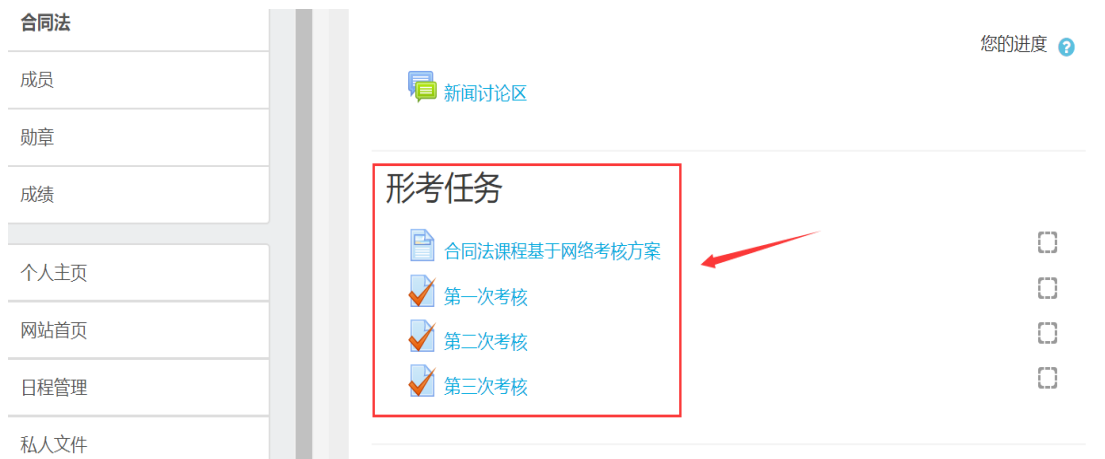 合同法
成员
勋章
成绩
个人主页
网站首页
日程管理
私人文件
您的进度
?
新闻讨论区
形考任务
合同法课程基于网络考核方案
第一次考核
第二次考核
第三次考核